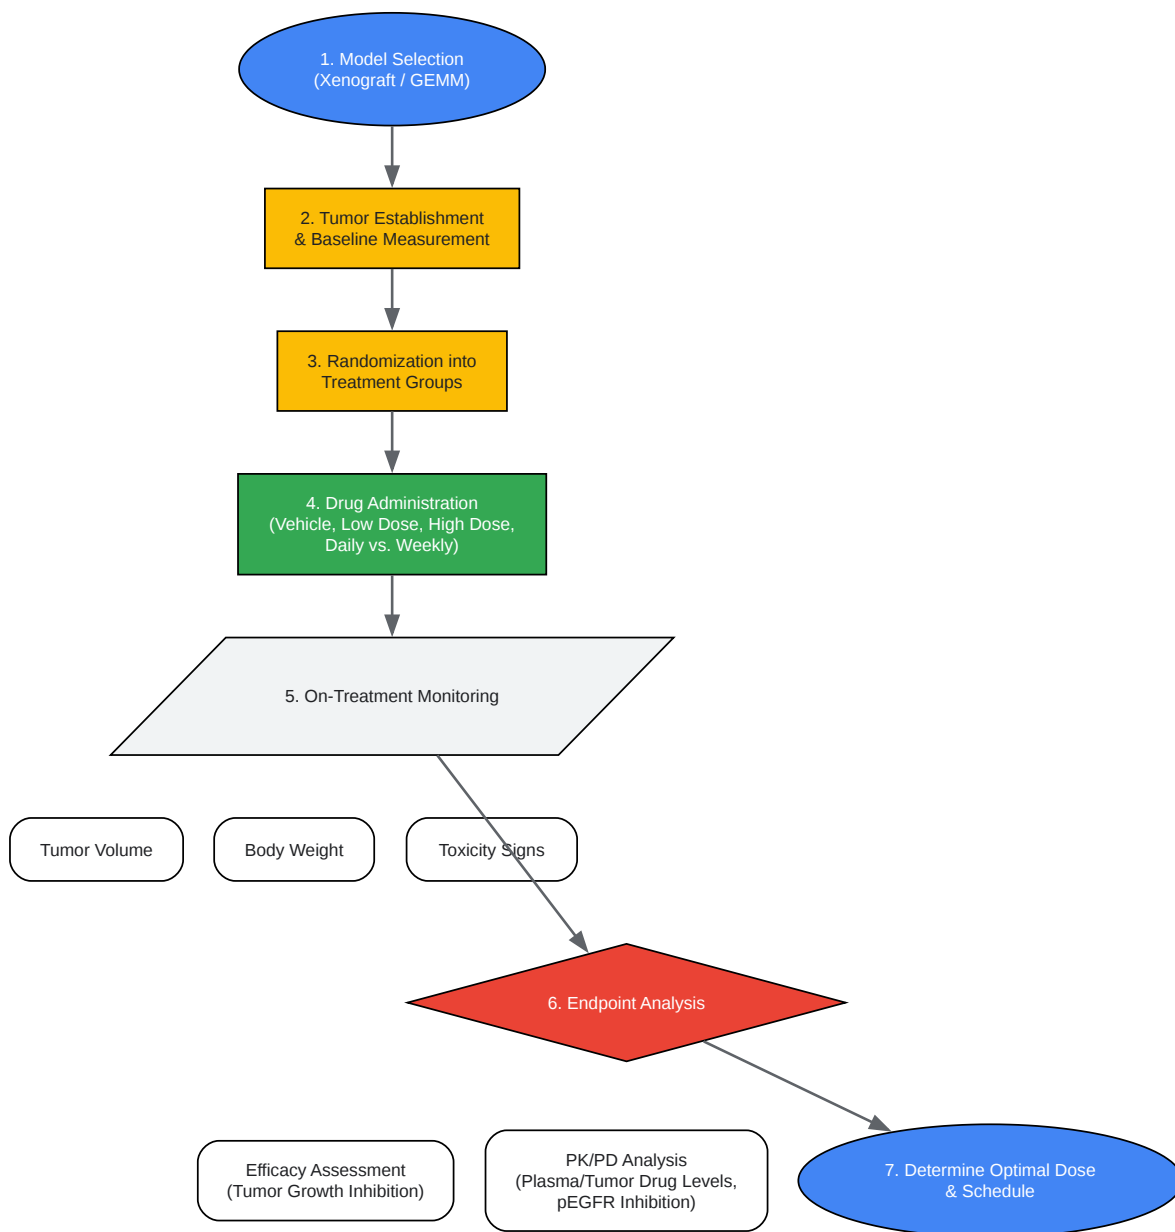 1. Model Selection
(Xenograft / GEMM)
2. Tumor Establishment
& Baseline Measurement
3. Randomization into
Treatment Groups
4. Drug Administration
(Vehicle, Low Dose, High Dose,
Daily vs. Weekly)
5. On-Treatment Monitoring
Tumor Volume
Body Weight
Toxicity Signs
6. Endpoint Analysis
Efficacy Assessment
(Tumor Growth Inhibition)
PK/PD Analysis
(Plasma/Tumor Drug Levels,
pEGFR Inhibition)
7. Determine Optimal Dose
& Schedule